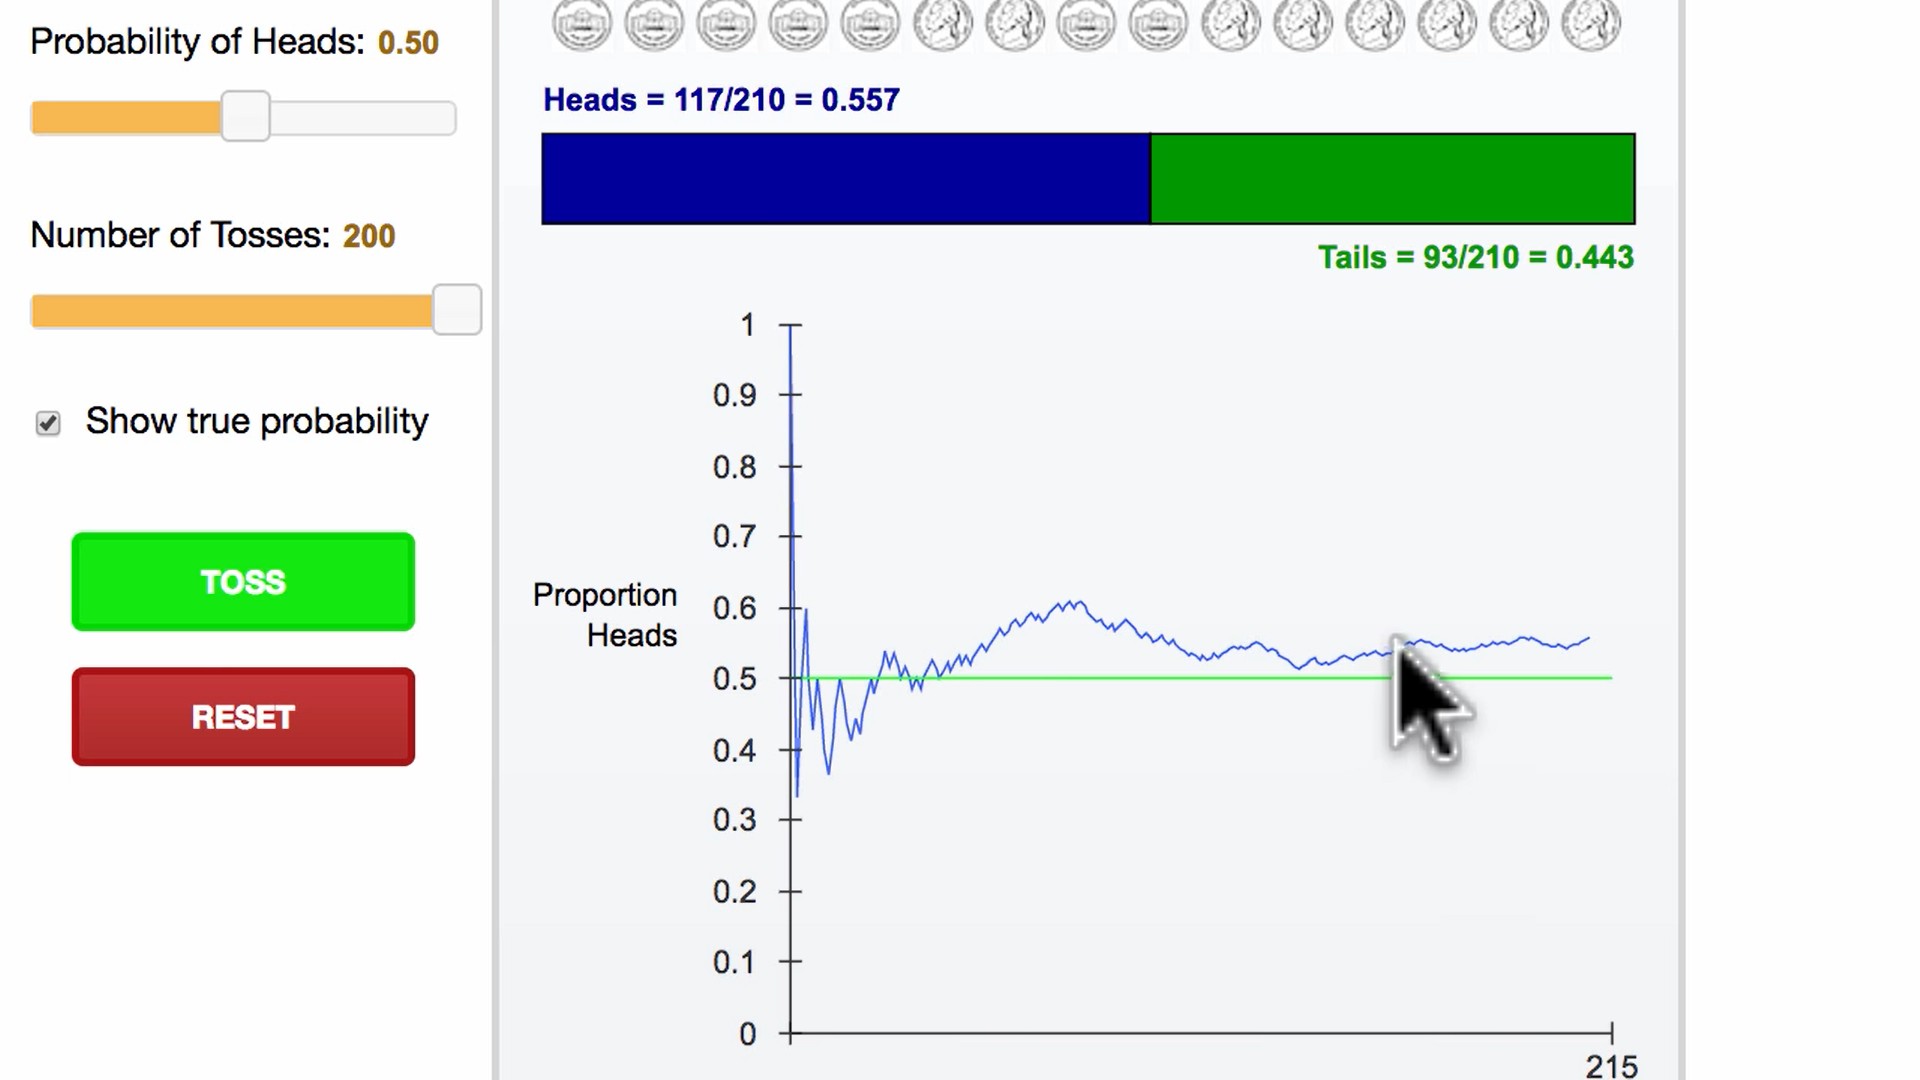 Probability of Heads: 0.50
Number of Tosses: 200
Show true probability
TOSS
RESET
Heads = 117/210 = 0.557
Tails = 93/210 = 0.443
1
0.9
0.8
0.7
Proportion
Heads
0.6
0.5
0.4
0.3
0.2
0.1
0
215